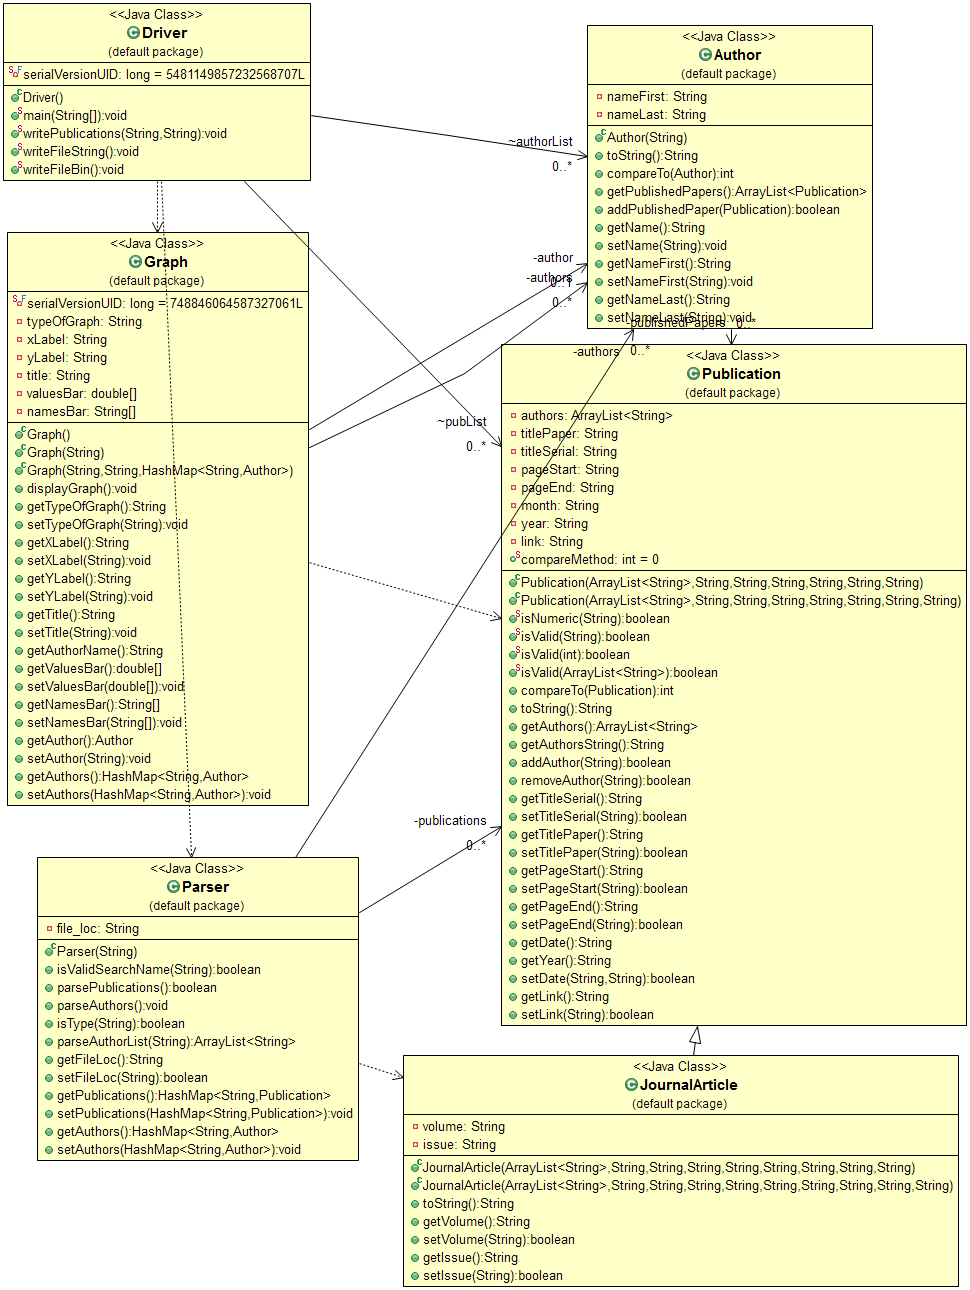 <<Java Class>>
Driver
(default package)
serialVersionUID: long = 5481149857232568707L
Driver()
main(String[]):void
writePublications(String,String):void
writeFileString():void
writeFileBin():void
<<Java Class>>
Author
(default package)
nameFirst: String
nameLast: String
Author(String)
toString():String
compareTo(Author):int
getPublishedPapers():ArrayList<Publication>
addPublishedPaper(Publication):boolean
getName():String
setName(String):void
getNameFirst():String
setNameFirst(String):void
getNameLast():String
setNameLast(String):void
~authorList
0..*
-author
0..1
-authors
0..*
-publishedPapers
0..*
-authors
0..*
~pubList
0..*
-publications
0..*
<<Java Class>>
Graph
(default package)
serialVersionUID: long = 748846064587327061L
typeOfGraph: String
xLabel: String
yLabel: String
title: String
valuesBar: double[]
namesBar: String[]
Graph()
Graph(String)
Graph(String,String,HashMap<String,Author>)
displayGraph():void
getTypeOfGraph():String
setTypeOfGraph(String):void
getXLabel():String
setXLabel(String):void
getYLabel():String
setYLabel(String):void
getTitle():String
setTitle(String):void
getAuthorName():String
getValuesBar():double[]
setValuesBar(double[]):void
getNamesBar():String[]
setNamesBar(String[]):void
getAuthor():Author
setAuthor(String):void
getAuthors():HashMap<String,Author>
setAuthors(HashMap<String,Author>):void
<<Java Class>>
Publication
(default package)
authors: ArrayList<String>
titlePaper: String
titleSerial: String
pageStart: String
pageEnd: String
month: String
year: String
link: String
compareMethod: int = 0
Publication(ArrayList<String>,String,String,String,String,String,String)
Publication(ArrayList<String>,String,String,String,String,String,String,String)
isNumeric(String):boolean
isValid(String):boolean
isValid(int):boolean
isValid(ArrayList<String>):boolean
compareTo(Publication):int
toString():String
getAuthors():ArrayList<String>
getAuthorsString():String
addAuthor(String):boolean
removeAuthor(String):boolean
getTitleSerial():String
setTitleSerial(String):boolean
getTitlePaper():String
setTitlePaper(String):boolean
getPageStart():String
setPageStart(String):boolean
getPageEnd():String
setPageEnd(String):boolean
getDate():String
getYear():String
setDate(String,String):boolean
getLink():String
setLink(String):boolean
<<Java Class>>
Parser
(default package)
file_loc: String
Parser(String)
isValidSearchName(String):boolean
parsePublications():boolean
parseAuthors():void
isType(String):boolean
parseAuthorList(String):ArrayList<String>
getFileLoc():String
setFileLoc(String):boolean
getPublications():HashMap<String,Publication>
setPublications(HashMap<String,Publication>):void
getAuthors():HashMap<String,Author>
setAuthors(HashMap<String,Author>):void
<<Java Class>>
JournalArticle
(default package)
volume: String
issue: String
JournalArticle(ArrayList<String>,String,String,String,String,String,String,String,String)
JournalArticle(ArrayList<String>,String,String,String,String,String,String,String,String,String)
toString():String
getVolume():String
setVolume(String):boolean
getIssue():String
setIssue(String):boolean